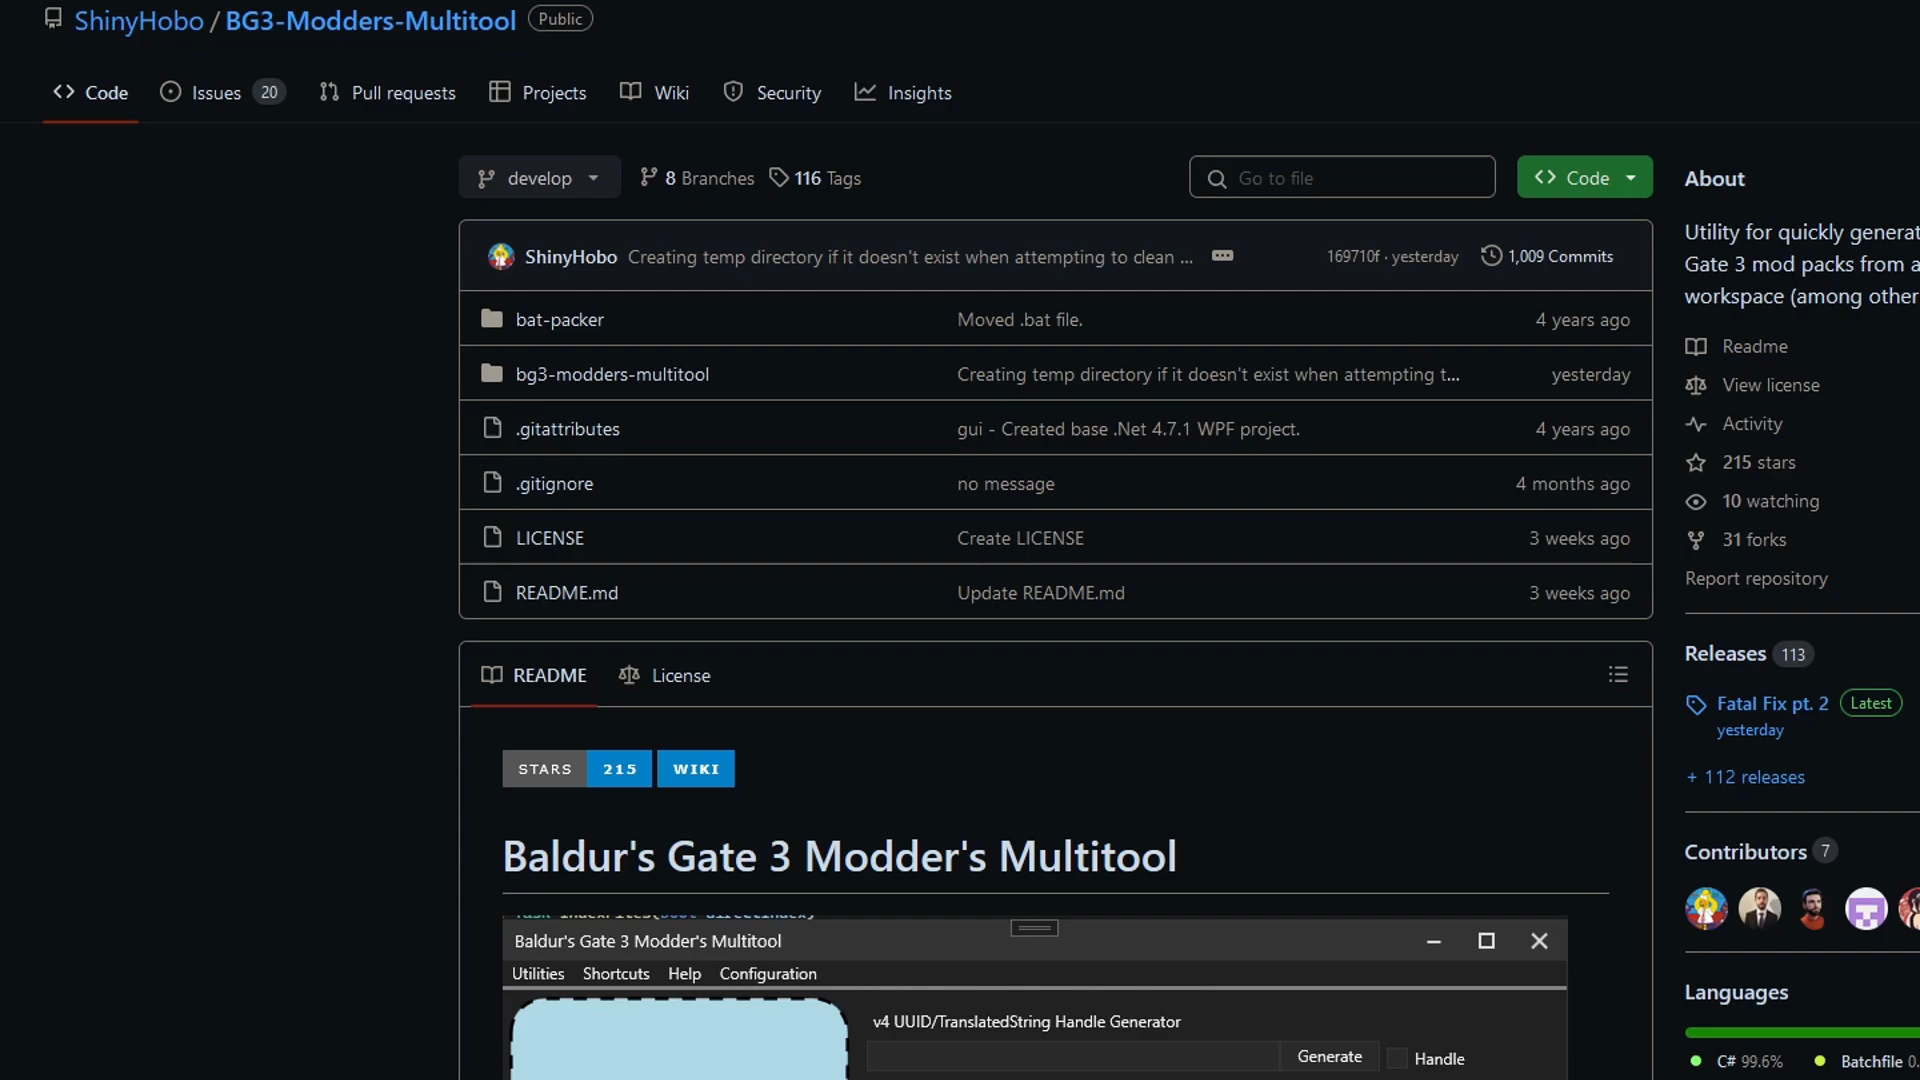 ShinyHobo / BG3-Modders-Multitool Public
Code Issues 20 Pull requests Projects Wiki Security Insights
develop 8 Branches 116 Tags Go to file Code
ShinyHobo Creating temp directory if it doesn't exist when attempting to clean ... 169710f · yesterday 1,009 Commits
bat-packer Moved .bat file. 4 years ago
bg3-modders-multitool Creating temp directory if it doesn't exist when attempting t... yesterday
.gitattributes gui - Created base .Net 4.7.1 WPF project. 4 years ago
.gitignore no message 4 months ago
LICENSE Create LICENSE 3 weeks ago
README.md Update README.md 3 weeks ago
README License
STARS 215 WIKI
Baldur's Gate 3 Modder's Multitool
Baldur's Gate 3 Modder's Multitool
Utilities Shortcuts Help Configuration
v4 UUID/TranslatedString Handle Generator
Generate Handle
About
Utility for quickly generat
Gate 3 mod packs from a
workspace (among other
Readme
View license
Activity
215 stars
10 watching
31 forks
Report repository
Releases 113
Fatal Fix pt. 2 Latest
yesterday
+ 112 releases
Contributors 7
Languages
C# 99.6% Batchfile 0.